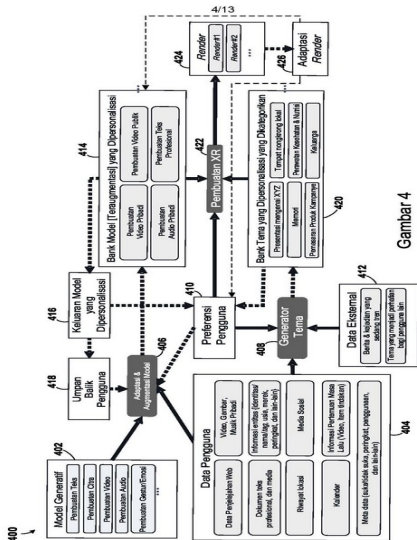 4/13
400
402
Model Generatif
Pembuatan Teks
Pembuatan Citra
Pembuatan Video
Pembuatan Audio
Pembuatan Gestur/Emosi
...
418
Umpan
Balik
Pengguna
416
Keluaran Model
yang
Dipersonalisasi
414
Bank Model [Teraugmentasi] yang Dipersonalisasi
Pembuatan
Video Pribadi
Pembuatan Video Publik
Pembuatan
Audio Pribadi
Pembuatan Teks
Profesional
...
424
Render
Render#1
Render#2
...
426
Adaptasi
Render
Adaptasi &
Augmentasi Model
406
410
Preferensi
Pengguna
Pembuatan XR
422
404
Data Pengguna
Data Penjelajahan Web
Video, Gambar,
Musik Pribadi
Dokumen teks
profesional, dan media
Informasi entitas (identitas/
nama/tag, usia, merek,
peringkat, dan lain-lain)
Riwayat lokasi
Media Sosial
Kalender
Informasi Pertemuan Masa
Lalu (Video, item tindakan)
Meta data (suka/tidak suka, peringkat, penggunaan,
dan lain-lain)
408
Generator
Tema
Bank Tema yang Dipersonalisasi yang Dikategorikan
Presentasi mengenai XYZ
Tempat nongkrong lokal
Memori
Perawatan Kesehatan & Nutrisi
Pemasaran Produk Kampanye
Keluarga
...
420
412
Data Eksternal
Berita & kejadian yang
sedang tren
Tema yang menjadi perhatian
bagi pengguna lain
Gambar 4